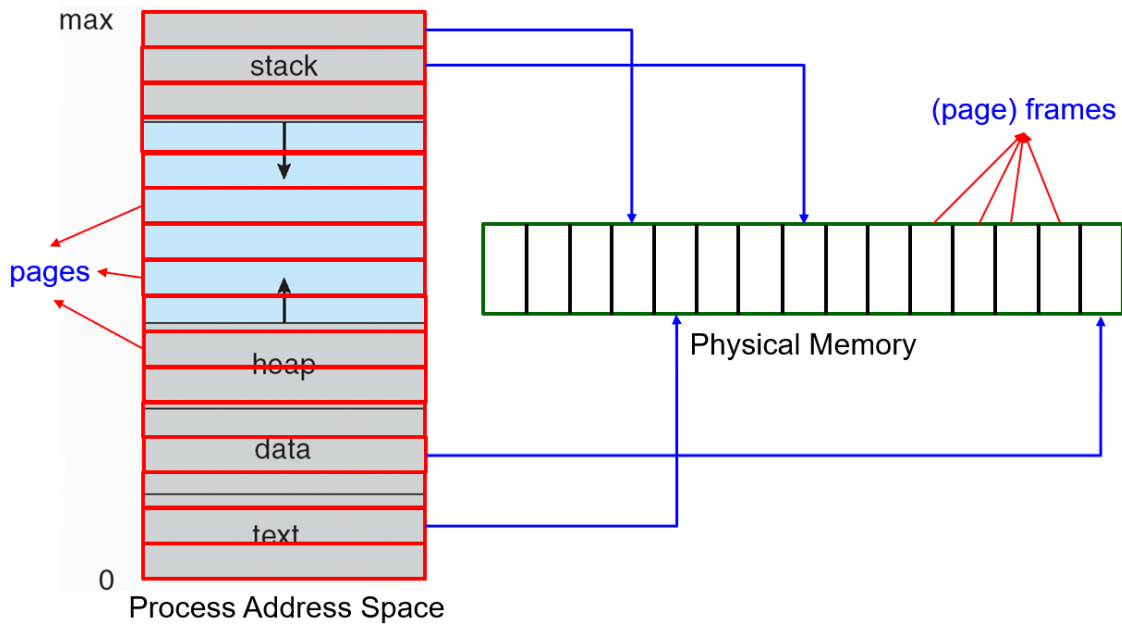 max
stack
(page) frames
pages
Physical Memory
heap
data
text
0
Process Address Space